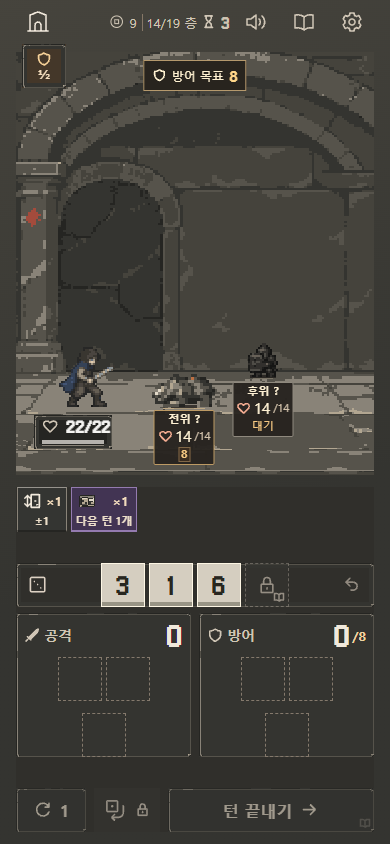 9 | 14/19 층 3
½
방어 목표 8
후위 ?
14/14
대기
전위 ?
14/14
8
22/22
×1
±1
×1
다음 턴 1개
3 1 6
공격 0
방어 0/8
1
턴 끝내기 →